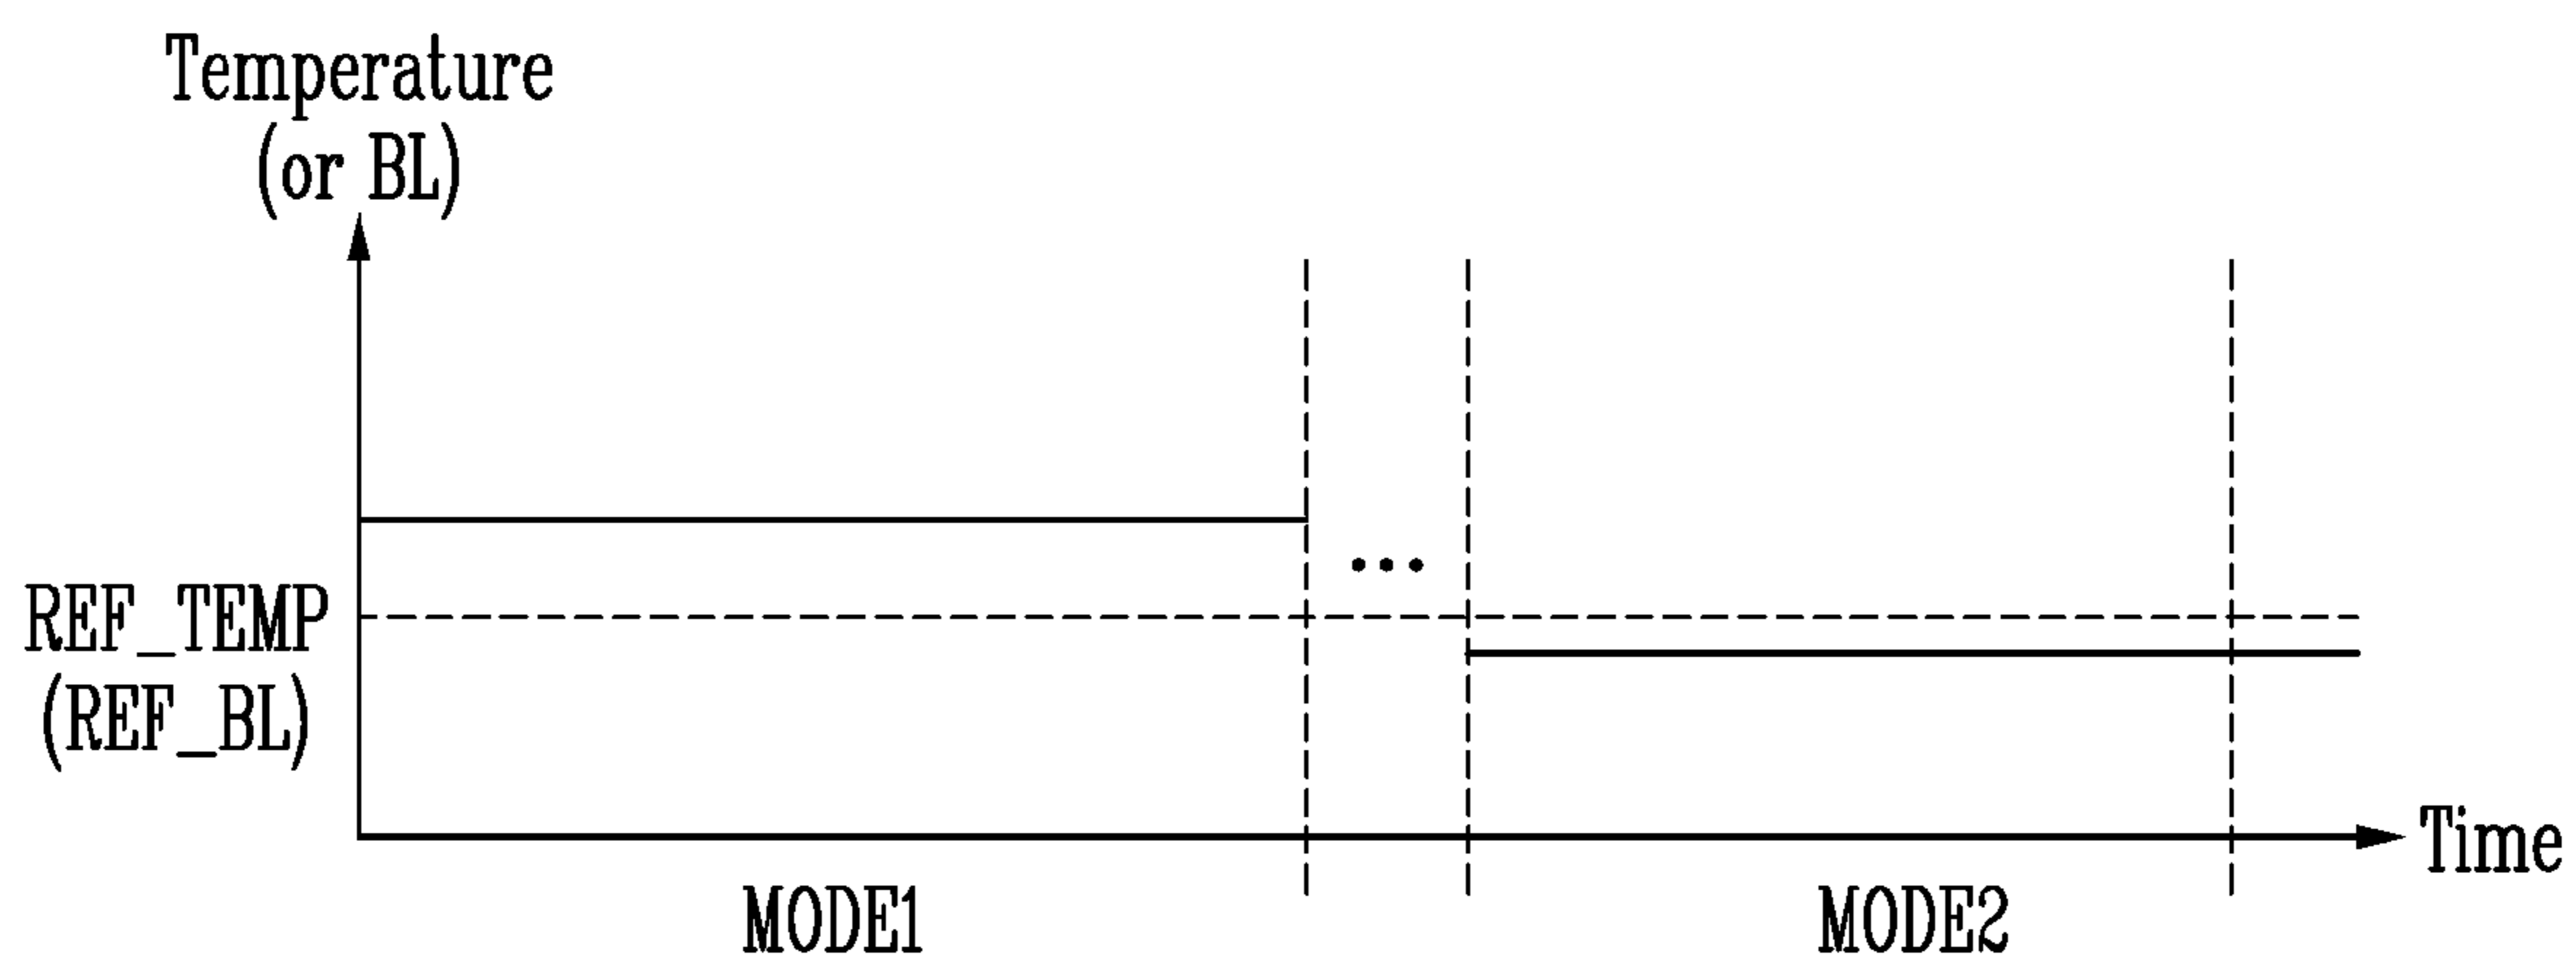 Temperature
(or BL)
...
REF_TEMP
(REF_BL)
Time
MODE1
MODE2